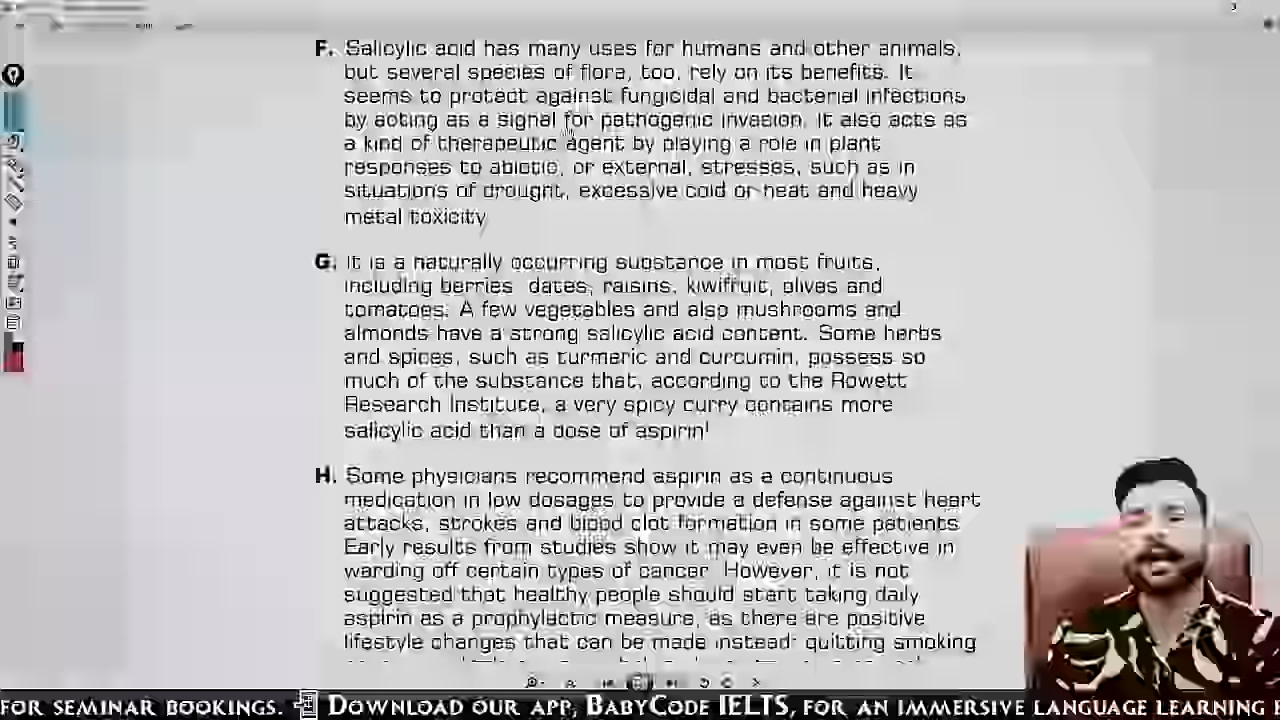 F. Salicylic acid has many uses for humans and other animals,
but several species of flora, too, rely on its benefits. It
seems to protect against fungicidal and bacterial infections
by acting as a signal for pathogenic invasion. It also acts as
a kind of therapeutic agent by playing a role in plant
responses to abiotic, or external, stresses, such as in
situations of drought, excessive cold or heat and heavy
metal toxicity
G. It is a naturally occurring substance in most fruits,
including berries, dates, raisins, kiwifruit, olives and
tomatoes. A few vegetables and also mushrooms and
almonds have a strong salicylic acid content. Some herbs
and spices, such as turmeric and curcumin, possess so
much of the substance that, according to the Rowett
Research Institute, a very spicy curry contains more
salicylic acid than a dose of aspirin!
H. Some physicians recommend aspirin as a continuous
medication in low dosages to provide a defense against heart
attacks, strokes and blood clot formation in some patients
Early results from studies show it may even be effective in
warding off certain types of cancer. However, it is not
suggested that healthy people should start taking daily
aspirin as a prophylactic measure, as there are positive
lifestyle changes that can be made instead: quitting smoking
FOR SEMINAR BOOKINGS. DOWNLOAD OUR APP, BABYCODE IELTS, FOR AN IMMERSIVE LANGUAGE LEARNING